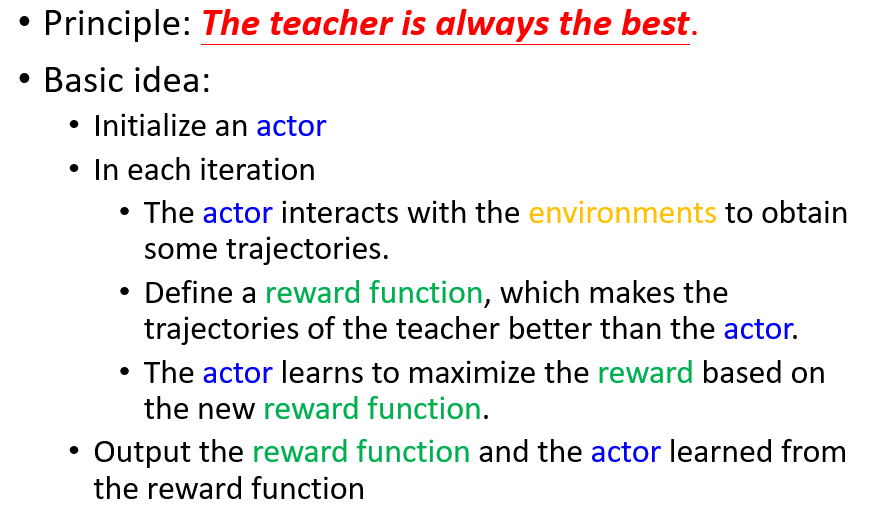 • Principle: The teacher is always the best.
• Basic idea:
• Initialize an actor
• In each iteration
• The actor interacts with the environments to obtain
some trajectories.
• Define a reward function, which makes the
trajectories of the teacher better than the actor.
• The actor learns to maximize the reward based on
the new reward function.
• Output the reward function and the actor learned from
the reward function